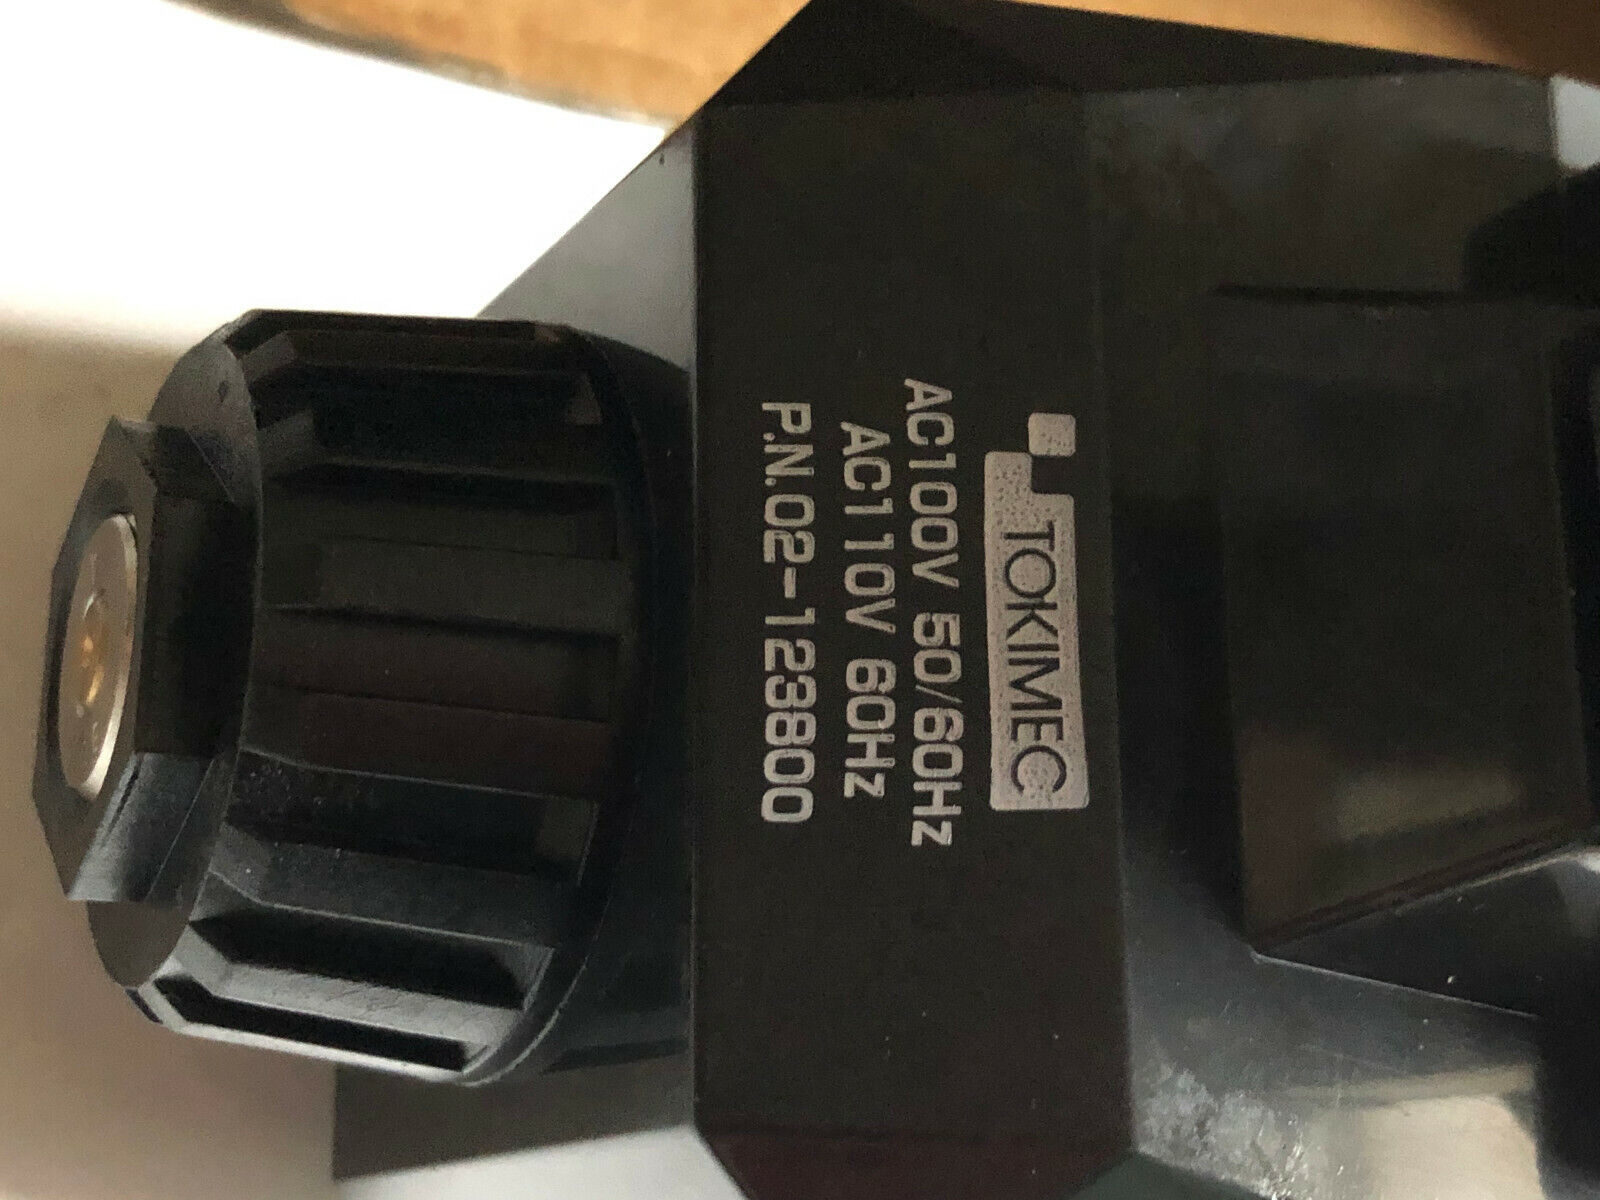 TOKIMEC
AC100V 50/60Hz
AC110V 60Hz
P.N.02-123800